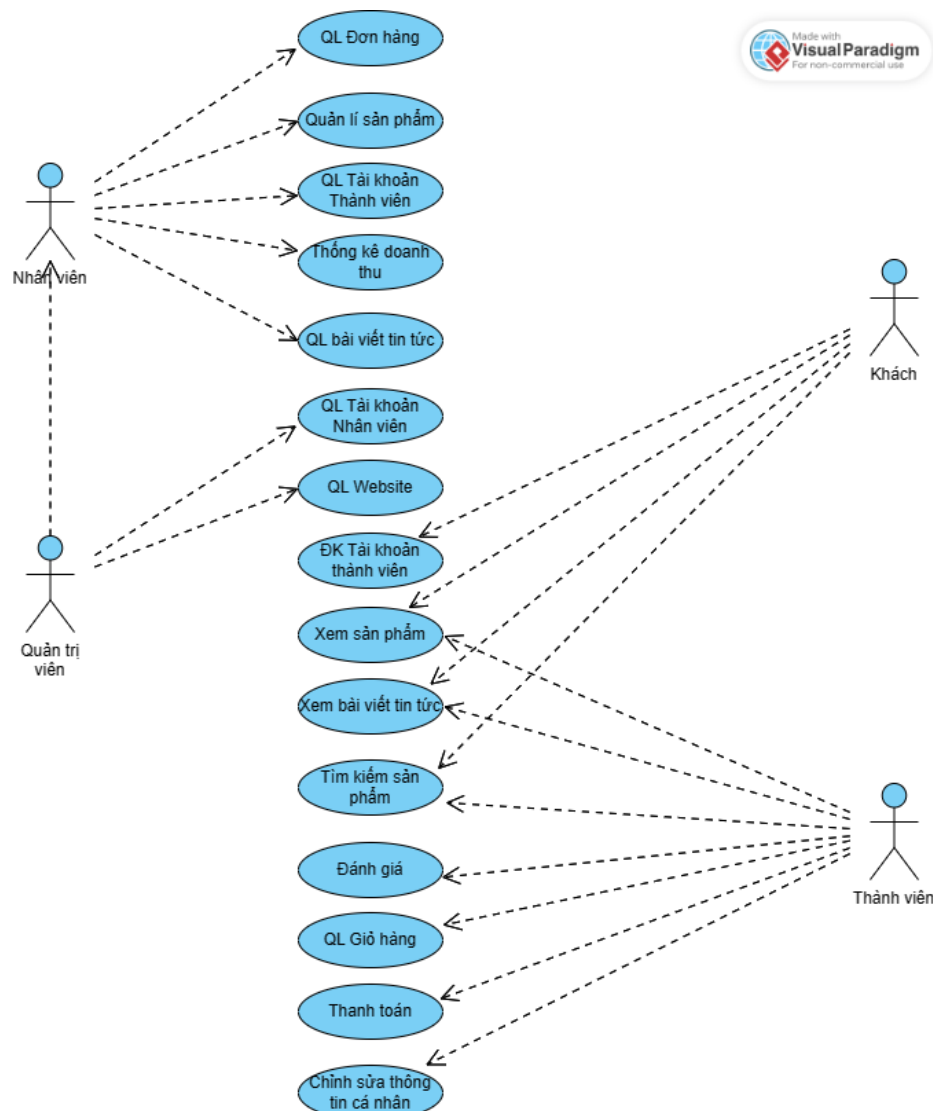 QL Đơn hàng
Made with
Visual Paradigm
For non-commercial use
Quản lí sản phẩm
QL Tài khoản
Thành viên
Nhân viên
Thống kê doanh
thu
QL bài viết tin tức
Khách
QL Tài khoản
Nhân viên
QL Website
ĐK Tài khoản
thành viên
Quản trị
viên
Xem sản phẩm
Xem bài viết tin tức
Tìm kiếm sản
phẩm
Đánh giá
Thành viên
QL Giỏ hàng
Thanh toán
Chỉnh sửa thông
tin cá nhân